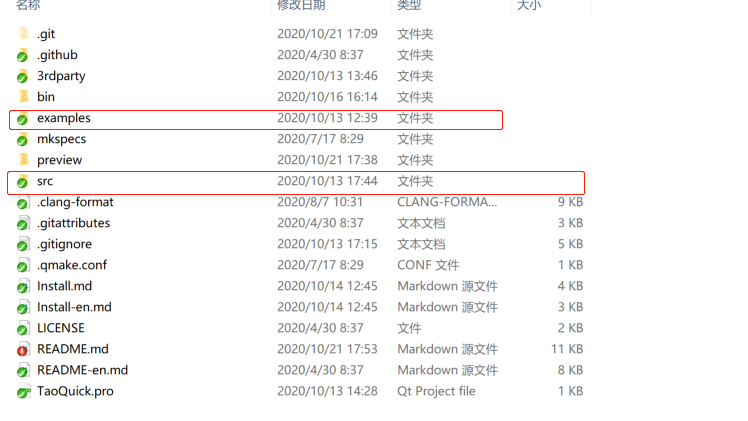 名称 修改日期 类型 大小
.git 2020/10/21 17:09 文件夹
.github 2020/4/30 8:37 文件夹
3rdparty 2020/10/13 13:46 文件夹
bin 2020/10/16 16:14 文件夹
examples 2020/10/13 12:39 文件夹
mkspecs 2020/7/17 8:29 文件夹
preview 2020/10/21 17:38 文件夹
src 2020/10/13 17:44 文件夹
.clang-format 2020/8/7 10:31 CLANG-FORMA... 9 KB
.gitattributes 2020/4/30 8:37 文本文档 3 KB
.gitignore 2020/10/13 17:15 文本文档 5 KB
.qmake.conf 2020/7/17 8:29 CONF 文件 1 KB
Install.md 2020/10/14 12:45 Markdown 源文件 4 KB
Install-en.md 2020/10/14 12:45 Markdown 源文件 3 KB
LICENSE 2020/4/30 8:37 文件 2 KB
README.md 2020/10/21 17:53 Markdown 源文件 11 KB
README-en.md 2020/4/30 8:37 Markdown 源文件 8 KB
TaoQuick.pro 2020/10/13 14:28 Qt Project file 1 KB